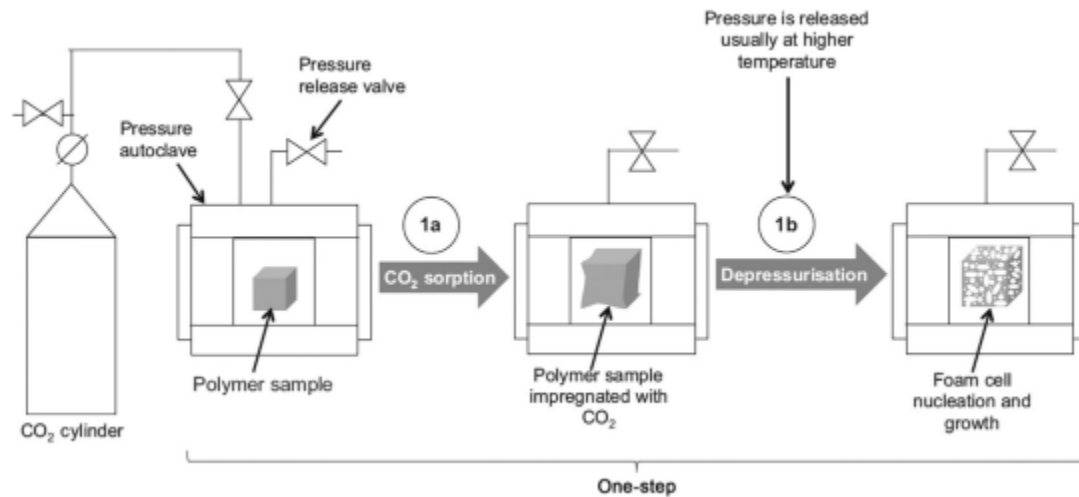 Pressure is released
usually at higher
temperature
Pressure
release valve
Pressure
autoclave
1a
1b
CO₂ sorption
Depressurisation
Polymer sample
Polymer sample
impregnated with
CO₂
Foam cell
nucleation and
growth
CO₂ cylinder
One-step